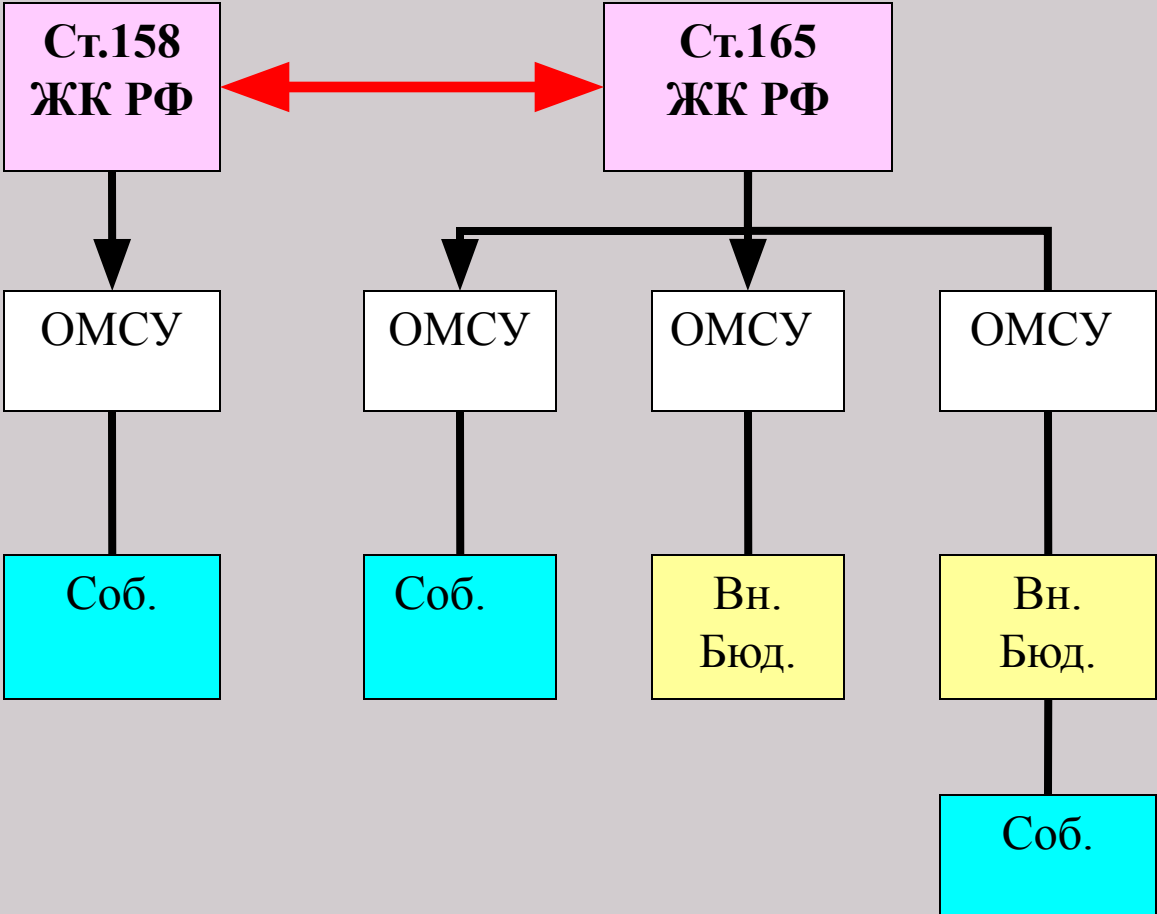 Ст.158
ЖК РФ
Ст.165
ЖК РФ
ОМСУ
ОМСУ
ОМСУ
ОМСУ
Соб.
Соб.
Вн.
Бюд.
Вн.
Бюд.
Соб.